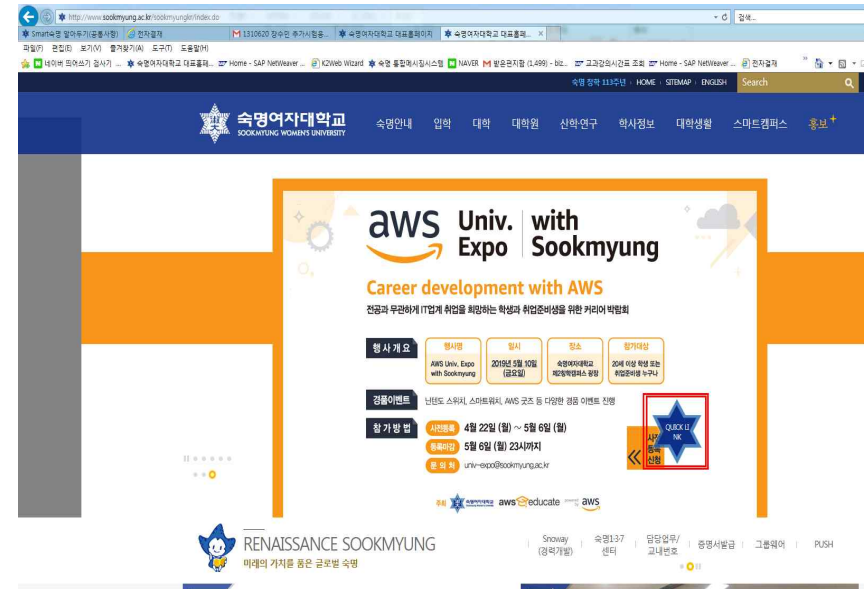 http://www.sookmyung.ac.kr/sookmyungkr/index.do
검색...
Smart숙명 알아두기(공통사항)
전자결재
1310620 장수민 추가시험응...
숙명여자대학교 대표홈페이지
숙명여자대학교 대표홈페... ×
파일(F) 편집(E) 보기(V) 즐겨찾기(A) 도구(T) 도움말(H)
네이버 띄어쓰기 검사기 ...
숙명여자대학교 대표홈페...
Home - SAP NetWeaver ...
K2Web Wizard
숙명 통합메시징시스템
NAVER
받은편지함 (1,499) - biz...
교과강의시간표 조회
Home - SAP NetWeaver ...
전자결재
숙명 창학 113주년 HOME SITEMAP ENGLISH Search
숙명여자대학교
SOOKMYUNG WOMEN'S UNIVERSITY
숙명안내 입학 대학 대학원 산학·연구 학사정보 대학생활 스마트캠퍼스 홍보+
aws Univ. Expo with Sookmyung
Career development with AWS
전공과 무관하게 IT업계 취업을 희망하는 학생과 취업준비생을 위한 커리어 박람회
행사개요
행사명
AWS Univ. Expo
with Sookmyung
일시
2019년 5월 10일
(금요일)
장소
숙명여자대학교
제2창학캠퍼스 광장
참가대상
20세 이상 학생 또는
취업준비생 누구나
경품이벤트 닌텐도 스위치, 스마트워치, AWS 굿즈 등 다양한 경품 이벤트 진행
참가방법
사전등록 4월 22일 (월) ~ 5월 6일 (월)
등록마감 5월 6일 (월) 23시까지
문의처 univ-expo@sookmyung.ac.kr
QUICK LI
NK
등록
신청
주최 숙명여자대학교 aws educate aws
RENAISSANCE SOOKMYUNG
미래의 가치를 품은 글로벌 숙명
Snoway
(경력개발)
숙명1·3·7
센터
담당업무/
교내번호
증명서발급
그룹웨어
PUSH